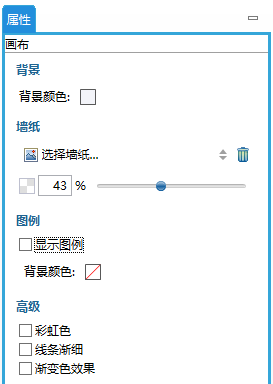 属性
画布
背景
背景颜色:
墙纸
选择墙纸...
43 %
图例
显示图例
背景颜色:
高级
彩虹色
线条渐细
渐变色效果